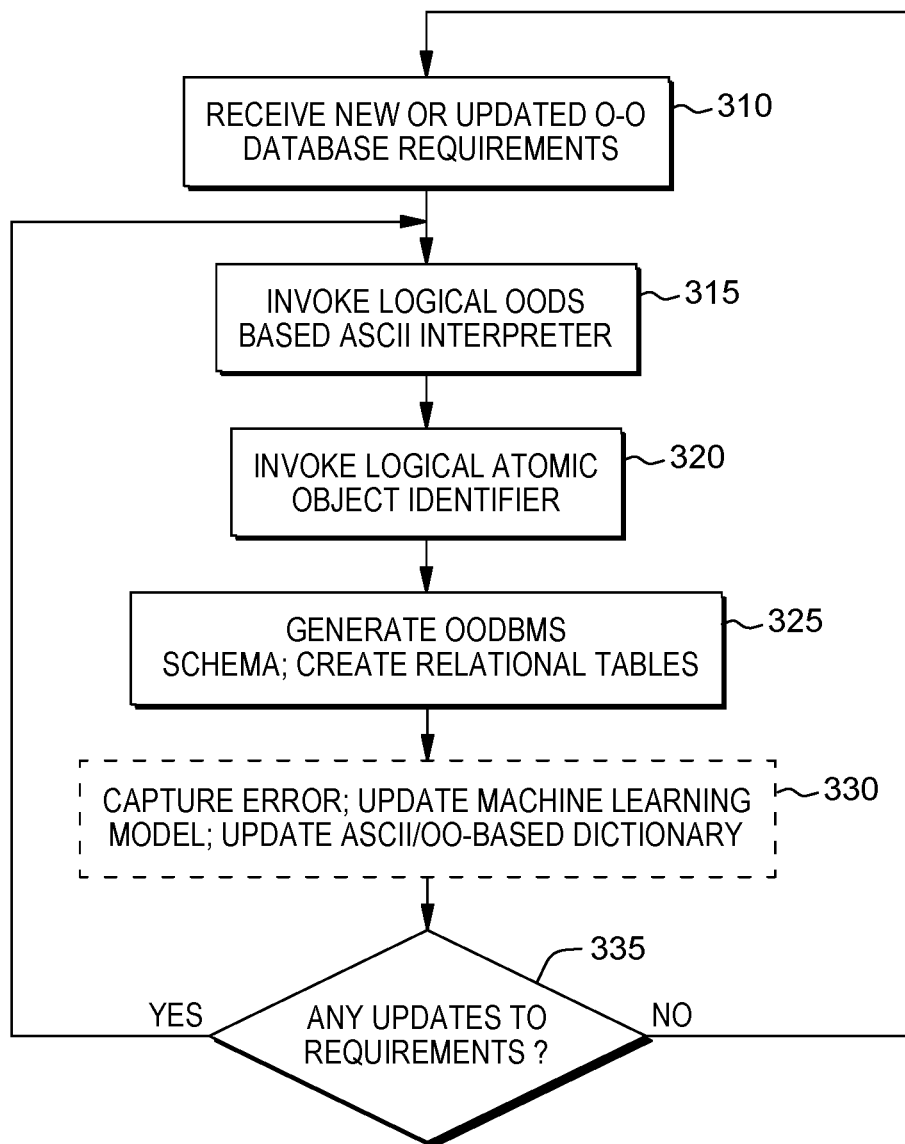 RECEIVE NEW OR UPDATED O-O
DATABASE REQUIREMENTS
310
INVOKE LOGICAL OODS
BASED ASCII INTERPRETER
315
INVOKE LOGICAL ATOMIC
OBJECT IDENTIFIER
320
GENERATE OODBMS
SCHEMA; CREATE RELATIONAL TABLES
325
CAPTURE ERROR; UPDATE MACHINE LEARNING
MODEL; UPDATE ASCII/OO-BASED DICTIONARY
330
335
YES
ANY UPDATES TO
REQUIREMENTS ?
NO